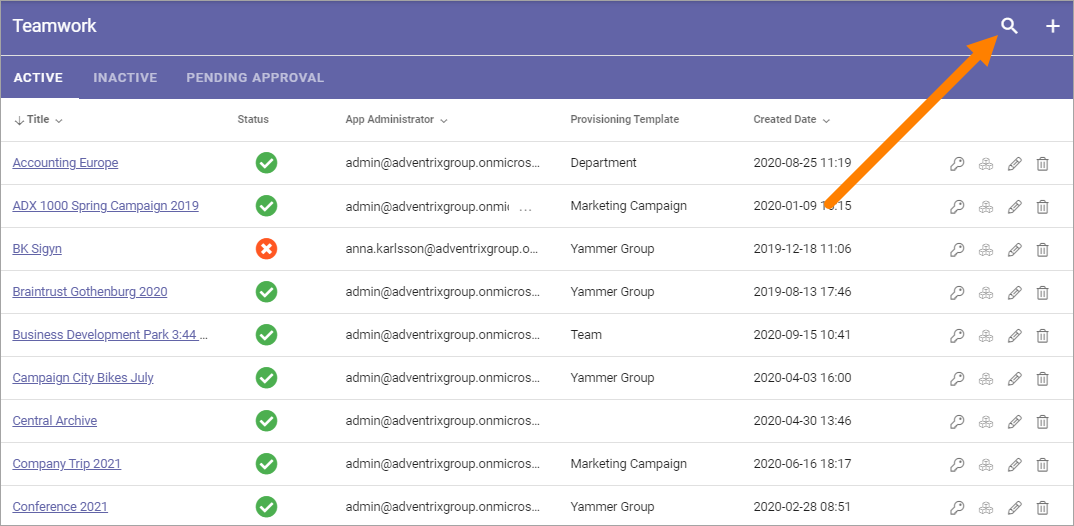 Teamwork
ACTIVE INACTIVE PENDING APPROVAL
Title Status App Administrator Provisioning Template Created Date
Accounting Europe admin@adventrixgroup.onmicros... Department 2020-08-25 11:19
ADX 1000 Spring Campaign 2019 admin@adventrixgroup.onmic ... Marketing Campaign 2020-01-09 :15
BK Sigyn anna.karlsson@adventrixgroup.o... Yammer Group 2019-12-18 11:06
Braintrust Gothenburg 2020 admin@adventrixgroup.onmicros... Yammer Group 2019-08-13 17:46
Business Development Park 3:44 ... admin@adventrixgroup.onmicros... Team 2020-09-15 10:41
Campaign City Bikes July admin@adventrixgroup.onmicros... Yammer Group 2020-04-03 16:00
Central Archive admin@adventrixgroup.onmicros... 2020-04-30 13:46
Company Trip 2021 admin@adventrixgroup.onmicros... Marketing Campaign 2020-06-16 18:17
Conference 2021 admin@adventrixgroup.onmicros... Yammer Group 2020-02-28 08:51